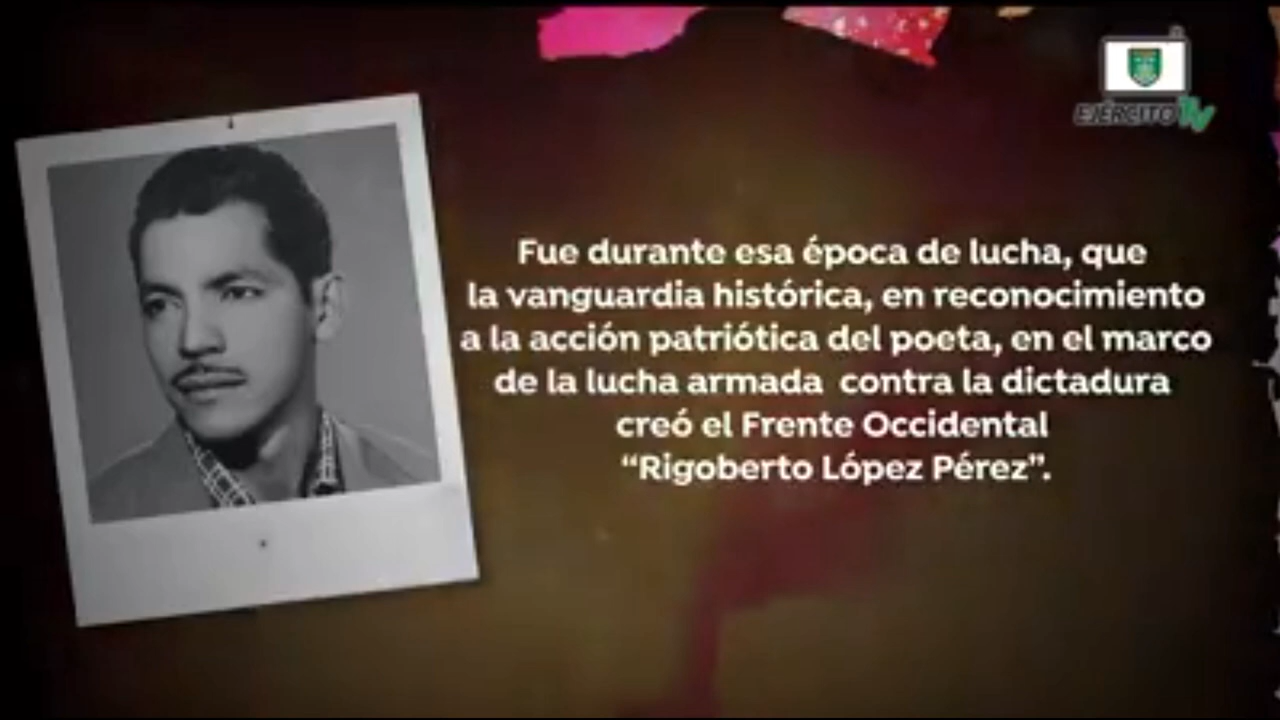 EJÉRCITO TV
Fue durante esa época de lucha, que
la vanguardia histórica, en reconocimiento
a la acción patriótica del poeta, en el marco
de la lucha armada contra la dictadura
creó el Frente Occidental
“Rigoberto López Pérez”.